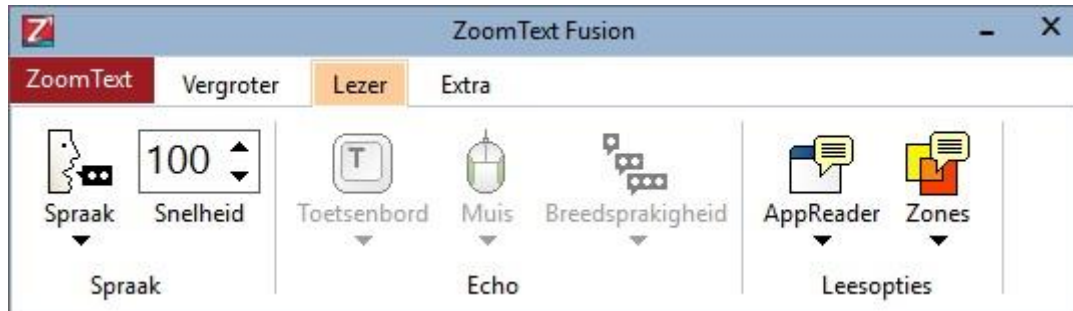 ZoomText Fusion
ZoomText Vergroter Lezer Extra
100
Spraak Snelheid Toetsenbord Muis Breedsprakigheid AppReader Zones
Spraak Echo Leesopties